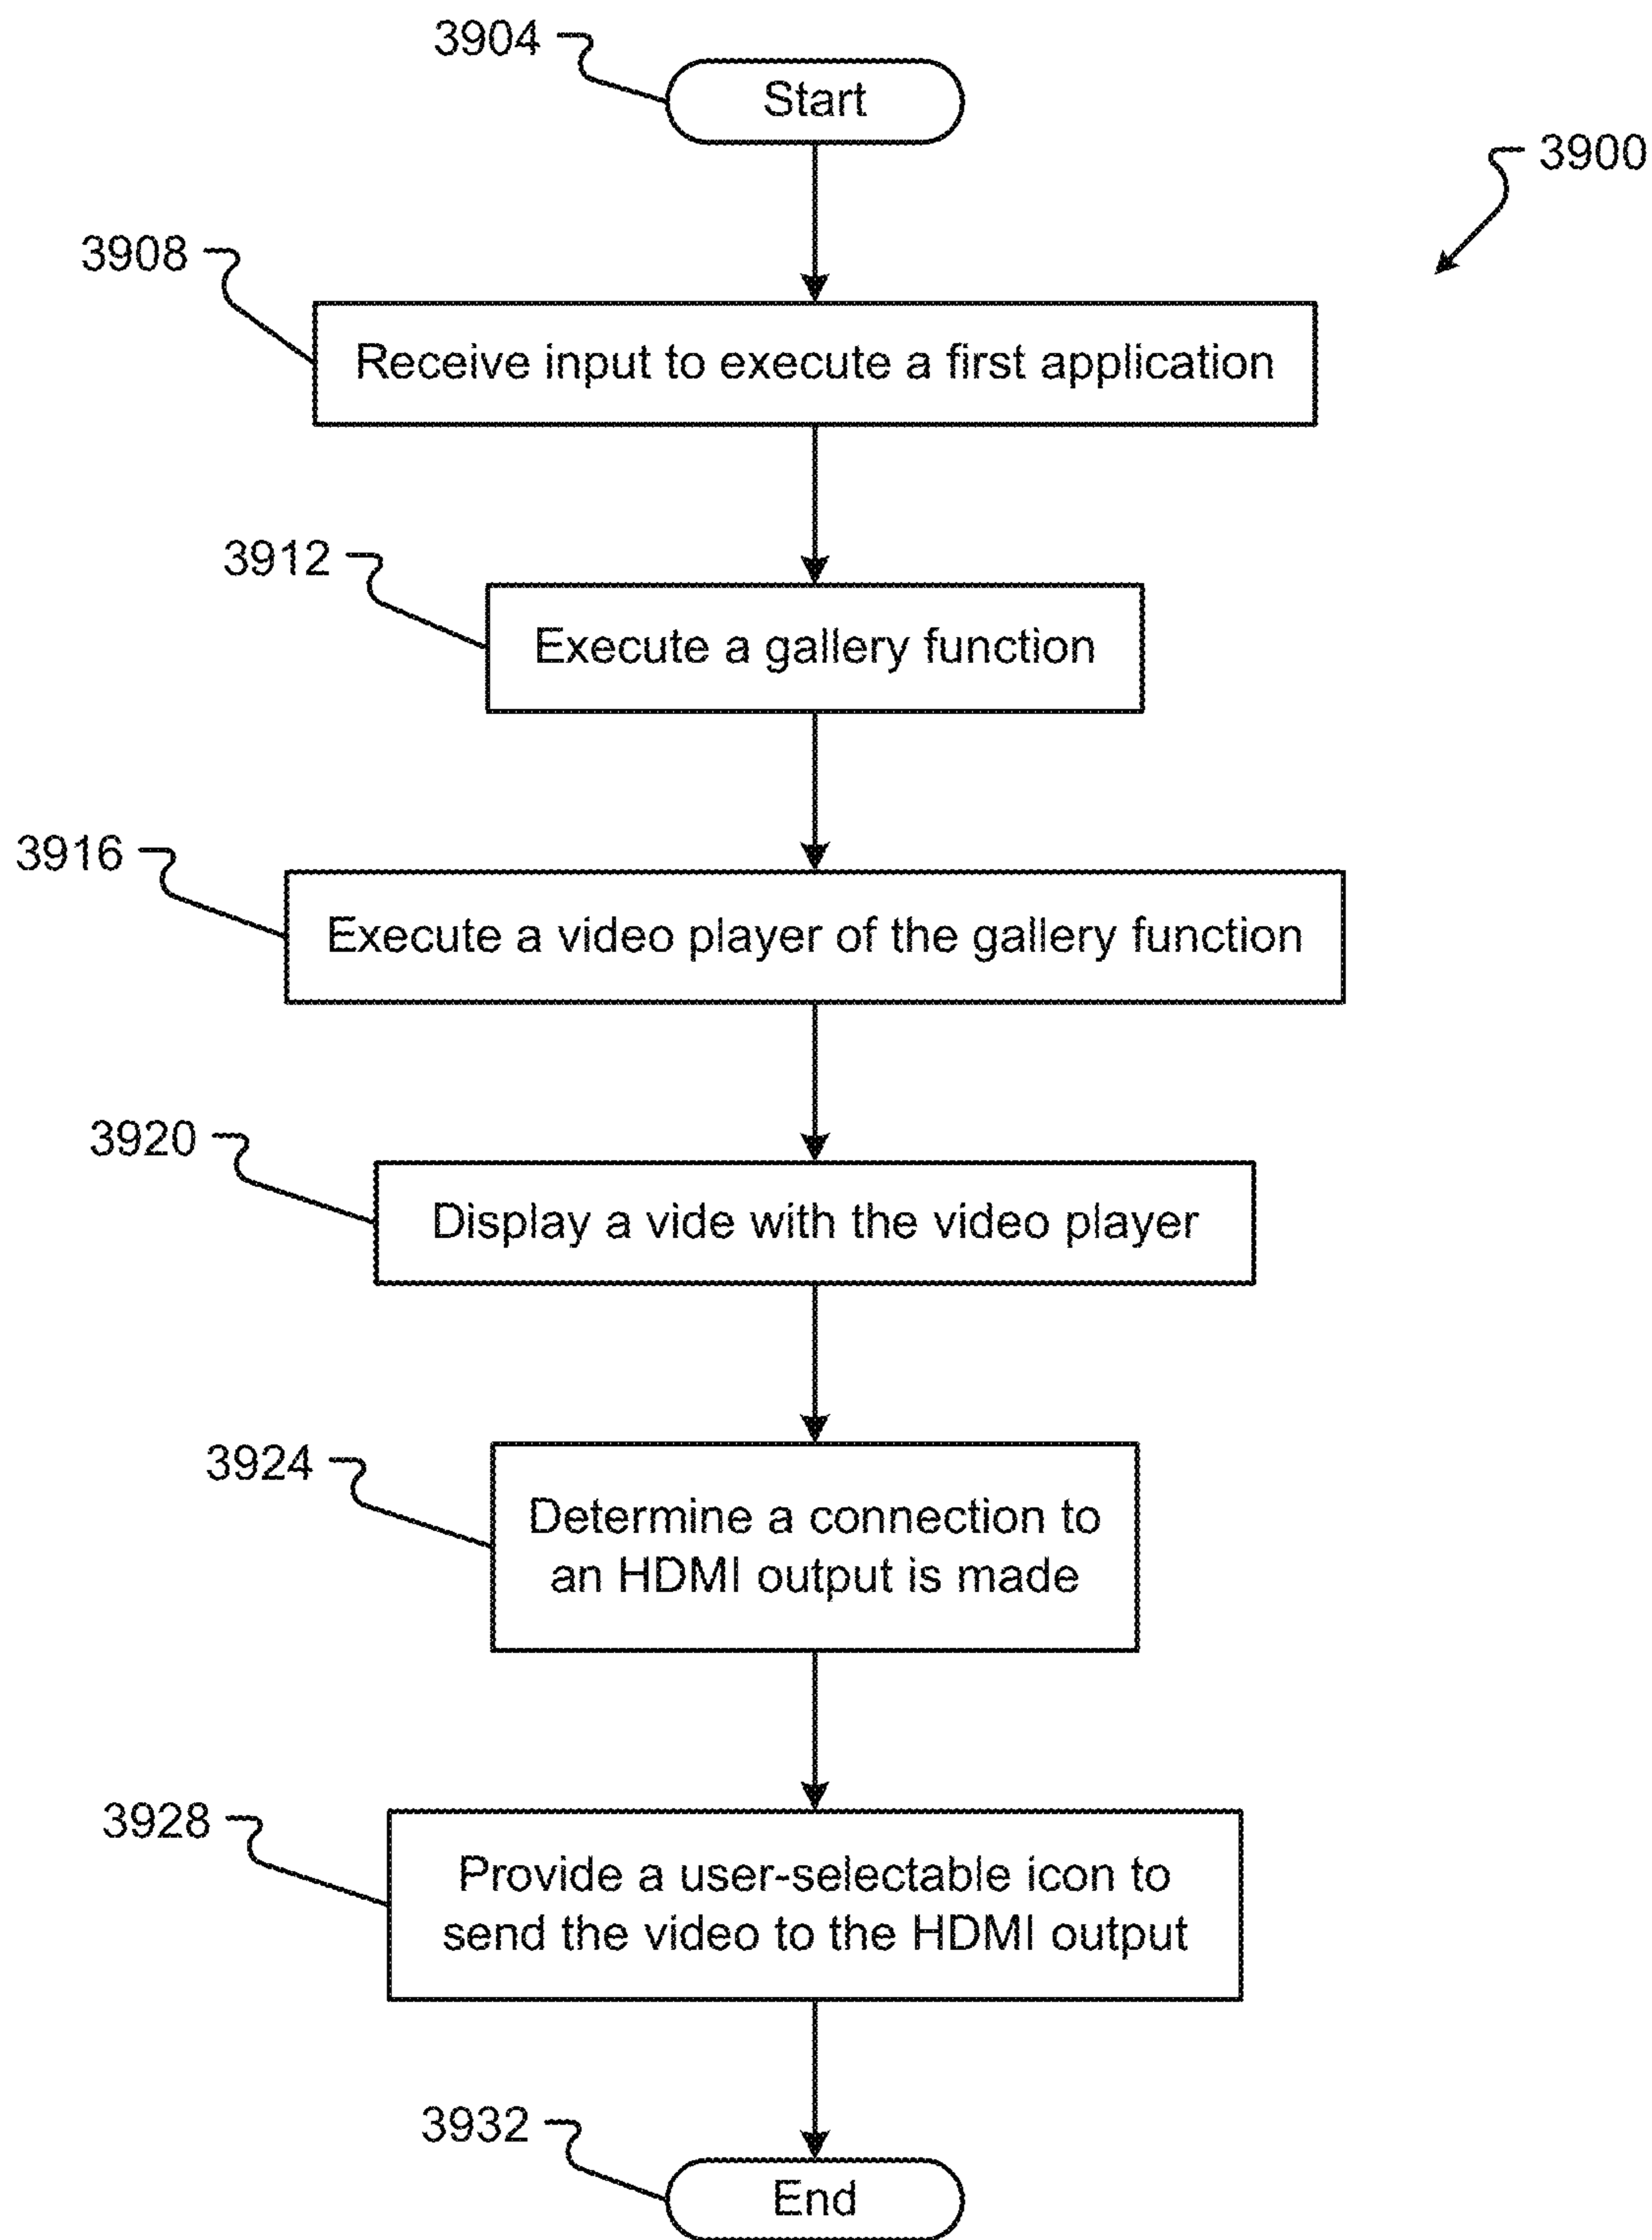 3904
Start
3900
3908
Receive input to execute a first application
3912
Execute a gallery function
3916
Execute a video player of the gallery function
3920
Display a vide with the video player
3924
Determine a connection to
an HDMI output is made
3928
Provide a user-selectable icon to
send the video to the HDMI output
3932
End